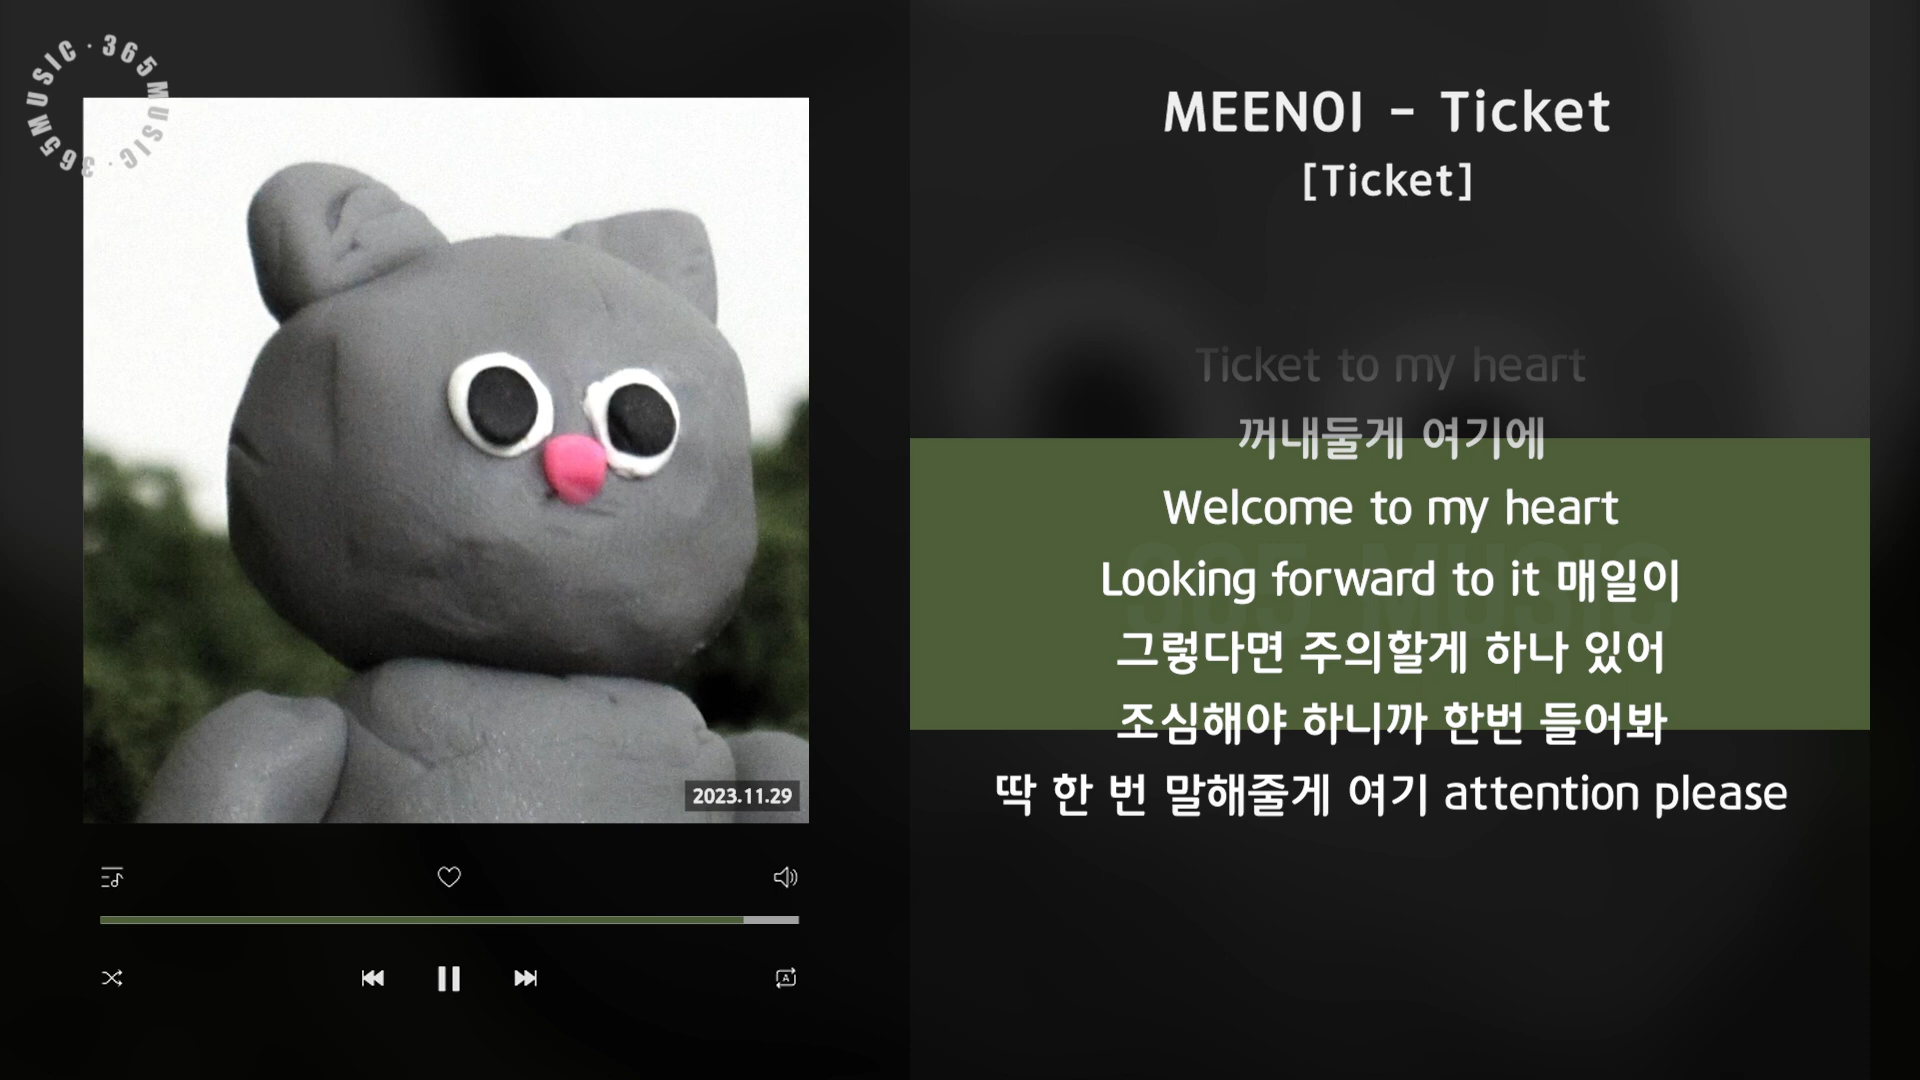 365MUSIC · 365MUSIC ·
MEENOI - Ticket
[Ticket]
Ticket to my heart
꺼내둘게 여기에
Welcome to my heart
Looking forward to it 매일이
그렇다면 주의할게 하나 있어
조심해야 하니까 한번 들어봐
딱 한 번 말해줄게 여기 attention please
365 MUSIC
2023.11.29
A